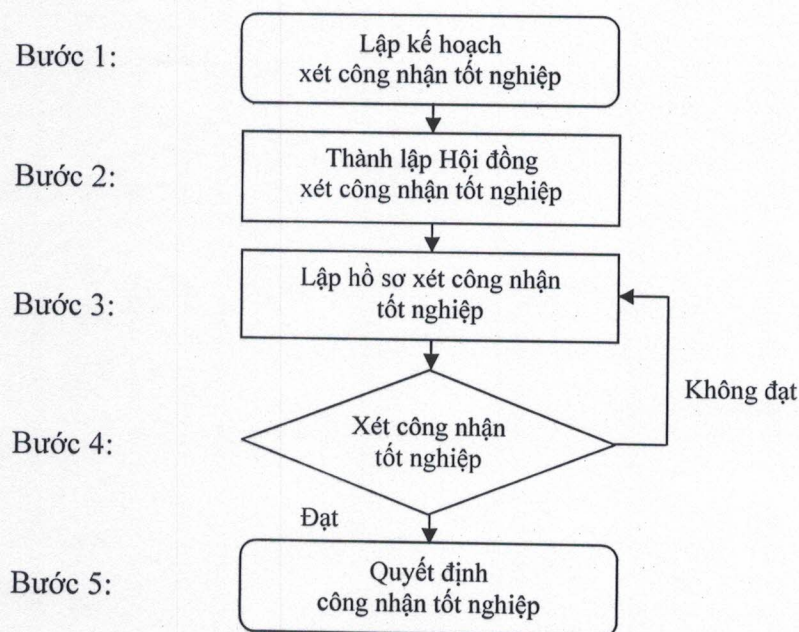 Bước 1:
Lập kế hoạch
xét công nhận tốt nghiệp
Bước 2:
Thành lập Hội đồng
xét công nhận tốt nghiệp
Bước 3:
Lập hồ sơ xét công nhận
tốt nghiệp
Không đạt
Bước 4:
Xét công nhận
tốt nghiệp
Đạt
Bước 5:
Quyết định
công nhận tốt nghiệp